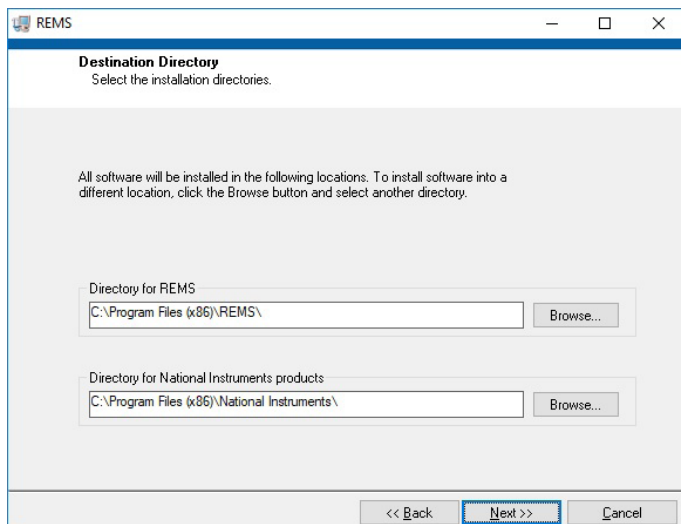 REMS
Destination Directory
Select the installation directories.
All software will be installed in the following locations. To install software into a
different location, click the Browse button and select another directory.
Directory for REMS
C:\Program Files (x86)\REMS\
Browse...
Directory for National Instruments products
C:\Program Files (x86)\National Instruments\
Browse...
<< Back
Next >>
Cancel